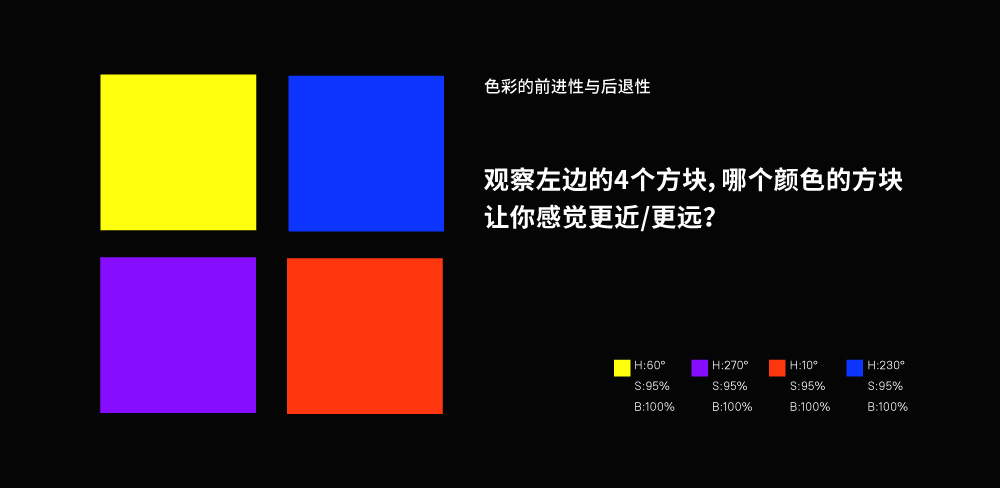 色彩的前进性与后退性
观察左边的4个方块，哪个颜色的方块
让你感觉更近/更远？
H:60° H:270° H:10° H:230°
S:95% S:95% S:95% S:95%
B:100% B:100% B:100% B:100%